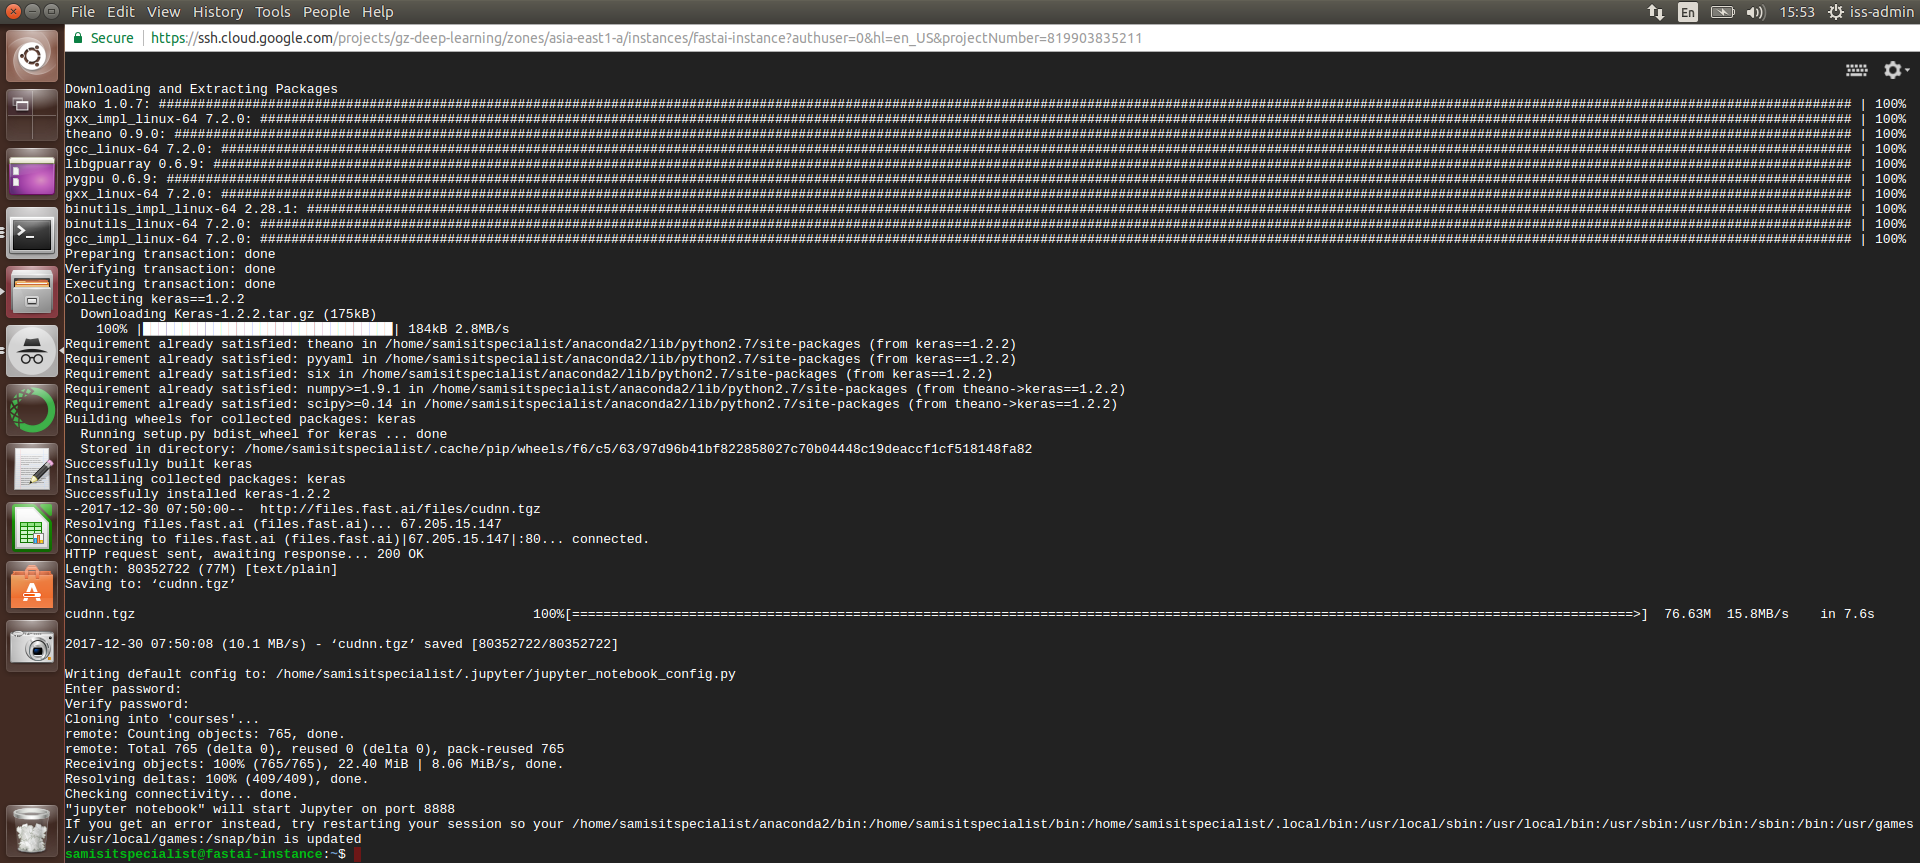 File Edit View History Tools People Help En 15:53 iss-admin
Secure https://ssh.cloud.google.com/projects/gz-deep-learning/zones/asia-east1-a/instances/fastai-instance?authuser=0&hl=en_US&projectNumber=819903835211
Downloading and Extracting Packages
mako 1.0.7: ################ | 100%
gxx_impl_linux-64 7.2.0: ################ | 100%
theano 0.9.0: ################ | 100%
gcc_linux-64 7.2.0: ################ | 100%
libgpuarray 0.6.9: ################ | 100%
pygpu 0.6.9: ################ | 100%
gxx_linux-64 7.2.0: ################ | 100%
binutils_impl_linux-64 2.28.1: ################ | 100%
binutils_linux-64 7.2.0: ################ | 100%
gcc_impl_linux-64 7.2.0: ################ | 100%
Preparing transaction: done
Verifying transaction: done
Executing transaction: done
Collecting keras==1.2.2
  Downloading Keras-1.2.2.tar.gz (175kB)
    100% |████████████████████████████████| 184kB 2.8MB/s
Requirement already satisfied: theano in /home/samisitspecialist/anaconda2/lib/python2.7/site-packages (from keras==1.2.2)
Requirement already satisfied: pyyaml in /home/samisitspecialist/anaconda2/lib/python2.7/site-packages (from keras==1.2.2)
Requirement already satisfied: six in /home/samisitspecialist/anaconda2/lib/python2.7/site-packages (from keras==1.2.2)
Requirement already satisfied: numpy>=1.9.1 in /home/samisitspecialist/anaconda2/lib/python2.7/site-packages (from theano->keras==1.2.2)
Requirement already satisfied: scipy>=0.14 in /home/samisitspecialist/anaconda2/lib/python2.7/site-packages (from theano->keras==1.2.2)
Building wheels for collected packages: keras
  Running setup.py bdist_wheel for keras ... done
  Stored in directory: /home/samisitspecialist/.cache/pip/wheels/f6/c5/63/97d96b41bf822858027c70b04448c19deaccf1cf518148fa82
Successfully built keras
Installing collected packages: keras
Successfully installed keras-1.2.2
--2017-12-30 07:50:00--  http://files.fast.ai/files/cudnn.tgz
Resolving files.fast.ai (files.fast.ai)... 67.205.15.147
Connecting to files.fast.ai (files.fast.ai)|67.205.15.147|:80... connected.
HTTP request sent, awaiting response... 200 OK
Length: 80352722 (77M) [text/plain]
Saving to: ‘cudnn.tgz’
cudnn.tgz 100%[================>] 76.63M 15.8MB/s in 7.6s
2017-12-30 07:50:08 (10.1 MB/s) - ‘cudnn.tgz’ saved [80352722/80352722]
Writing default config to: /home/samisitspecialist/.jupyter/jupyter_notebook_config.py
Enter password:
Verify password:
Cloning into 'courses'...
remote: Counting objects: 765, done.
remote: Total 765 (delta 0), reused 0 (delta 0), pack-reused 765
Receiving objects: 100% (765/765), 22.40 MiB | 8.06 MiB/s, done.
Resolving deltas: 100% (409/409), done.
Checking connectivity... done.
"jupyter notebook" will start Jupyter on port 8888
If you get an error instead, try restarting your session so your /home/samisitspecialist/anaconda2/bin:/home/samisitspecialist/bin:/home/samisitspecialist/.local/bin:/usr/local/sbin:/usr/local/bin:/usr/sbin:/usr/bin:/sbin:/bin:/usr/games
:/usr/local/games:/snap/bin is updated
samisitspecialist@fastai-instance:~$